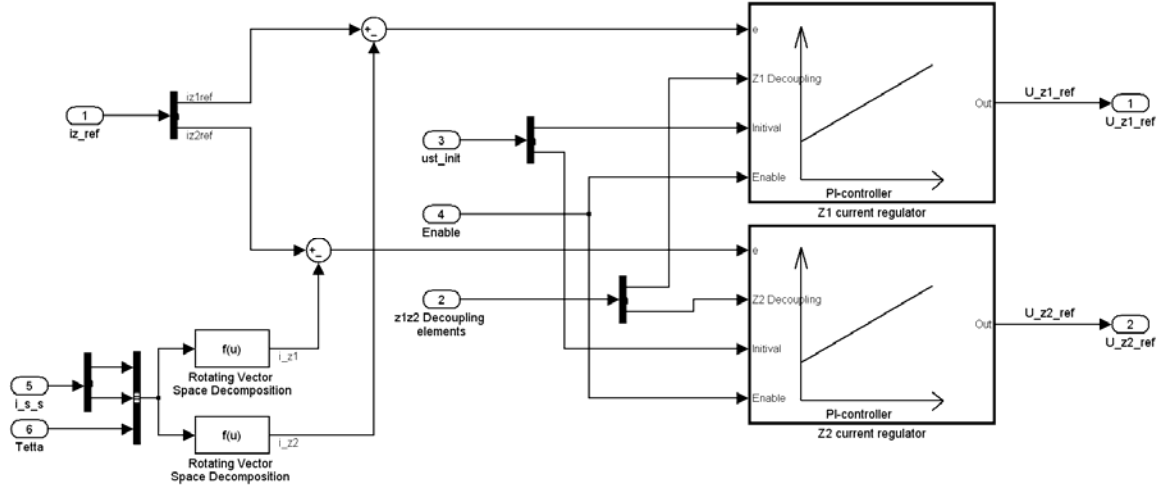 +
-
e
Z1 Decoupling
Initival
Enable
Out
PI-controller
Z1 current regulator
U_z1_ref
1
U_z1_ref
1
iz_ref
iz1ref
iz2ref
3
ust_init
4
Enable
+
-
2
z1z2 Decoupling
elements
e
Z2 Decoupling
Initival
Enable
Out
PI-controller
Z2 current regulator
U_z2_ref
2
U_z2_ref
f(u)
i_z1
Rotating Vector
Space Decomposition
5
i_s_s
6
Tetta
f(u)
i_z2
Rotating Vector
Space Decomposition